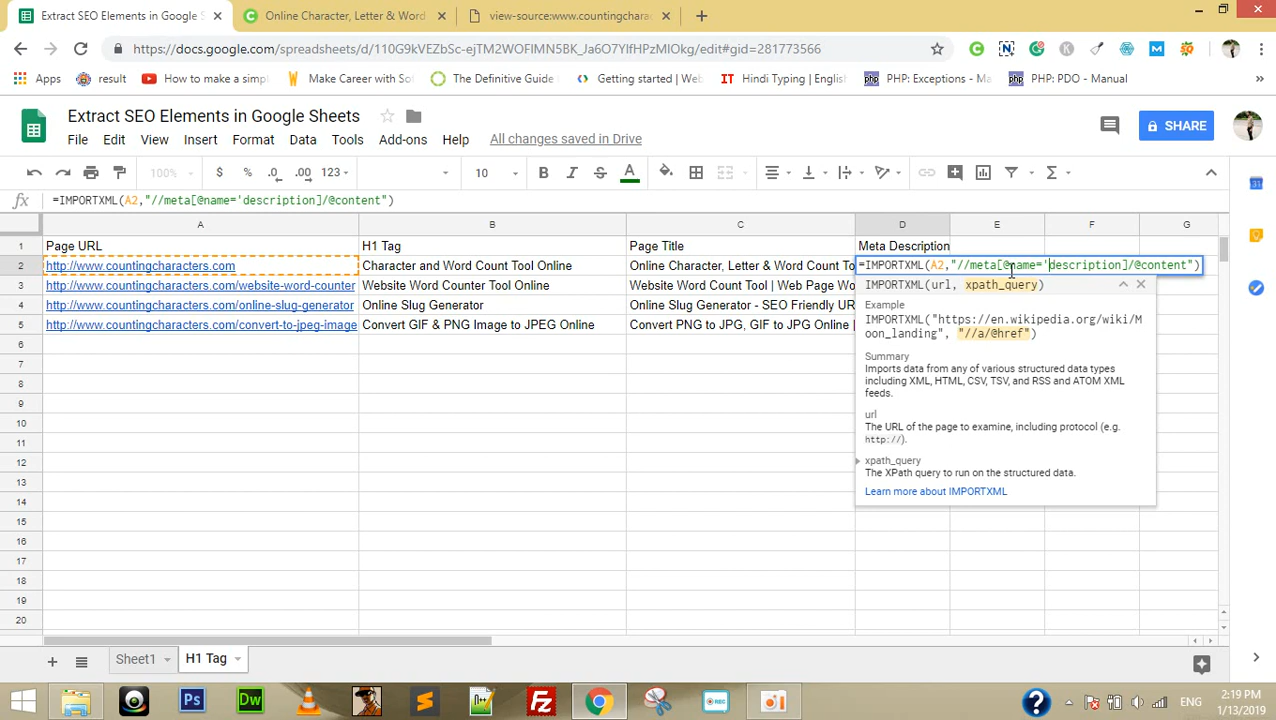 Extract SEO Elements in Google S
Online Character, Letter & Word
view-source:www.countingchara
https://docs.google.com/spreadsheets/d/110G9kVEZbSc-ejTM2WOFIMN5BK_Ja6O7YIfHPzMIOkg/edit#gid=281773566
Apps
result
How to make a simp
Make Career with So
The Definitive Guide
Getting started | Web
Hindi Typing | English
PHP: Exceptions - Ma
PHP: PDO - Manual
»
Extract SEO Elements in Google Sheets
File Edit View Insert Format Data Tools Add-ons Help All changes saved in Drive
SHARE
100% $ % .0 .00 123 10 B I S A Σ
fx =IMPORTXML(A2,"//meta[@name='description]/@content")
A B C D E F G
1 Page URL H1 Tag Page Title Meta Description
2 http://www.countingcharacters.com Character and Word Count Tool Online Online Character, Letter & Word Count To =IMPORTXML(A2,"//meta[@name='description]/@content")
3 http://www.countingcharacters.com/website-word-counter Website Word Counter Tool Online Website Word Counter Tool | Web Page Wo
4 http://www.countingcharacters.com/online-slug-generator Online Slug Generator Online Slug Generator - SEO Friendly UR
5 http://www.countingcharacters.com/convert-to-jpeg-image Convert GIF & PNG Image to JPEG Online Convert PNG to JPG, GIF to JPG Online |
6
7
8
9
10
11
12
13
14
15
16
17
18
19
20
IMPORTXML(url, xpath_query)
Example
IMPORTXML("https://en.wikipedia.org/wiki/M
oon_landing", "//a/@href")
Summary
Imports data from any of various structured data types
including XML, HTML, CSV, TSV, and RSS and ATOM XML
feeds.
url
The URL of the page to examine, including protocol (e.g.
http://).
xpath_query
The XPath query to run on the structured data.
Learn more about IMPORTXML
Sheet1
H1 Tag
Ps
Dw
Fz
REC
ENG
2:19 PM
1/13/2019